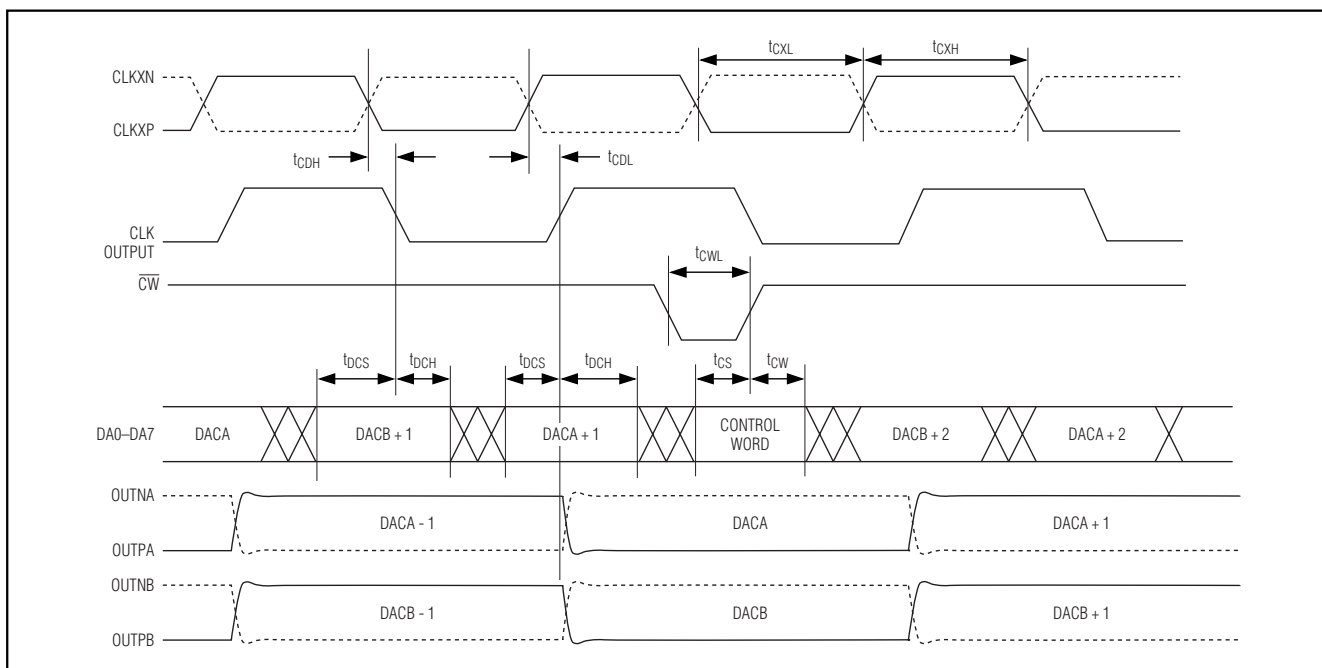 tCXL tCXH
CLKXN
CLKXP
tCDH tCDL
CLK
OUTPUT
tCWL
CW
tDCS tDCH tDCS tDCH tCS tCW
DA0–DA7 DACA DACB + 1 DACA + 1 CONTROL WORD DACB + 2 DACA + 2
OUTNA
DACA - 1 DACA DACA + 1
OUTPA
OUTNB
DACB - 1 DACB DACB + 1
OUTPB